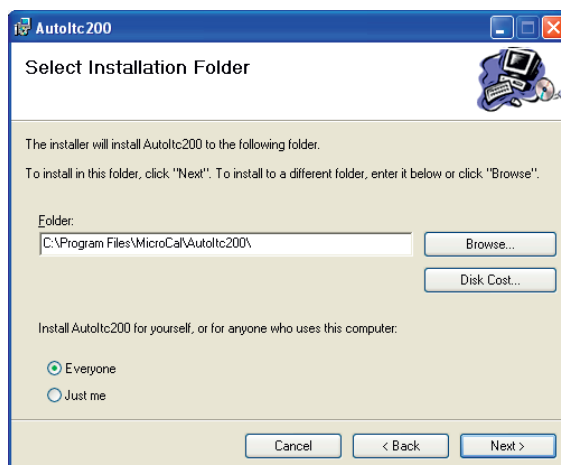 AutoItc200
Select Installation Folder
The installer will install AutoItc200 to the following folder.
To install in this folder, click "Next". To install to a different folder, enter it below or click "Browse".
Folder:
C:\Program Files\MicroCal\AutoItc200\
Browse...
Disk Cost...
Install AutoItc200 for yourself, or for anyone who uses this computer:
Everyone
Just me
Cancel
< Back
Next >